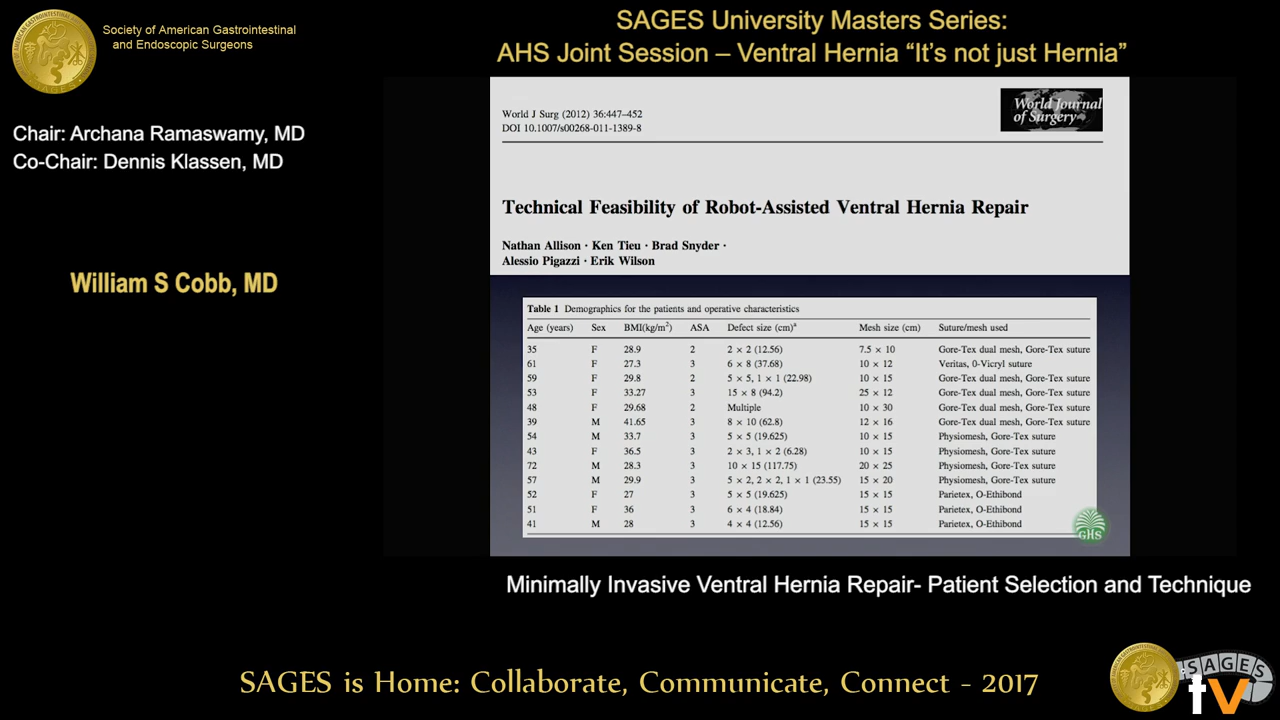 Society of American Gastrointestinal
and Endoscopic Surgeons
SAGES University Masters Series:
AHS Joint Session – Ventral Hernia “It’s not just Hernia”
Chair: Archana Ramaswamy, MD
Co-Chair: Dennis Klassen, MD
William S Cobb, MD
World J Surg (2012) 36:447–452
DOI 10.1007/s00268-011-1389-8
World Journal
of Surgery
Technical Feasibility of Robot-Assisted Ventral Hernia Repair
Nathan Allison · Ken Tieu · Brad Snyder ·
Alessio Pigazzi · Erik Wilson
Table 1 Demographics for the patients and operative characteristics
Age (years) Sex BMI(kg/m²) ASA Defect size (cm)ᵃ Mesh size (cm) Suture/mesh used
35 F 28.9 2 2 × 2 (12.56) 7.5 × 10 Gore-Tex dual mesh, Gore-Tex suture
61 F 27.3 3 6 × 8 (37.68) 10 × 12 Veritas, 0-Vicryl suture
59 F 29.8 2 5 × 5, 1 × 1 (22.98) 10 × 15 Gore-Tex dual mesh, Gore-Tex suture
53 F 33.27 3 15 × 8 (94.2) 25 × 12 Gore-Tex dual mesh, Gore-Tex suture
48 F 29.68 2 Multiple 10 × 30 Gore-Tex dual mesh, Gore-Tex suture
39 M 41.65 3 8 × 10 (62.8) 12 × 16 Gore-Tex dual mesh, Gore-Tex suture
54 M 33.7 3 5 × 5 (19.625) 10 × 15 Physiomesh, Gore-Tex suture
43 F 36.5 3 2 × 3, 1 × 2 (6.28) 10 × 15 Physiomesh, Gore-Tex suture
72 M 28.3 3 10 × 15 (117.75) 20 × 25 Physiomesh, Gore-Tex suture
57 M 29.9 3 5 × 2, 2 × 2, 1 × 1 (23.55) 15 × 20 Physiomesh, Gore-Tex suture
52 F 27 3 5 × 5 (19.625) 15 × 15 Parietex, O-Ethibond
51 F 36 3 6 × 4 (18.84) 15 × 15 Parietex, O-Ethibond
41 M 28 3 4 × 4 (12.56) 15 × 15 Parietex, O-Ethibond
GHS
Minimally Invasive Ventral Hernia Repair- Patient Selection and Technique
SAGES is Home: Collaborate, Communicate, Connect - 2017
SAGES
tv